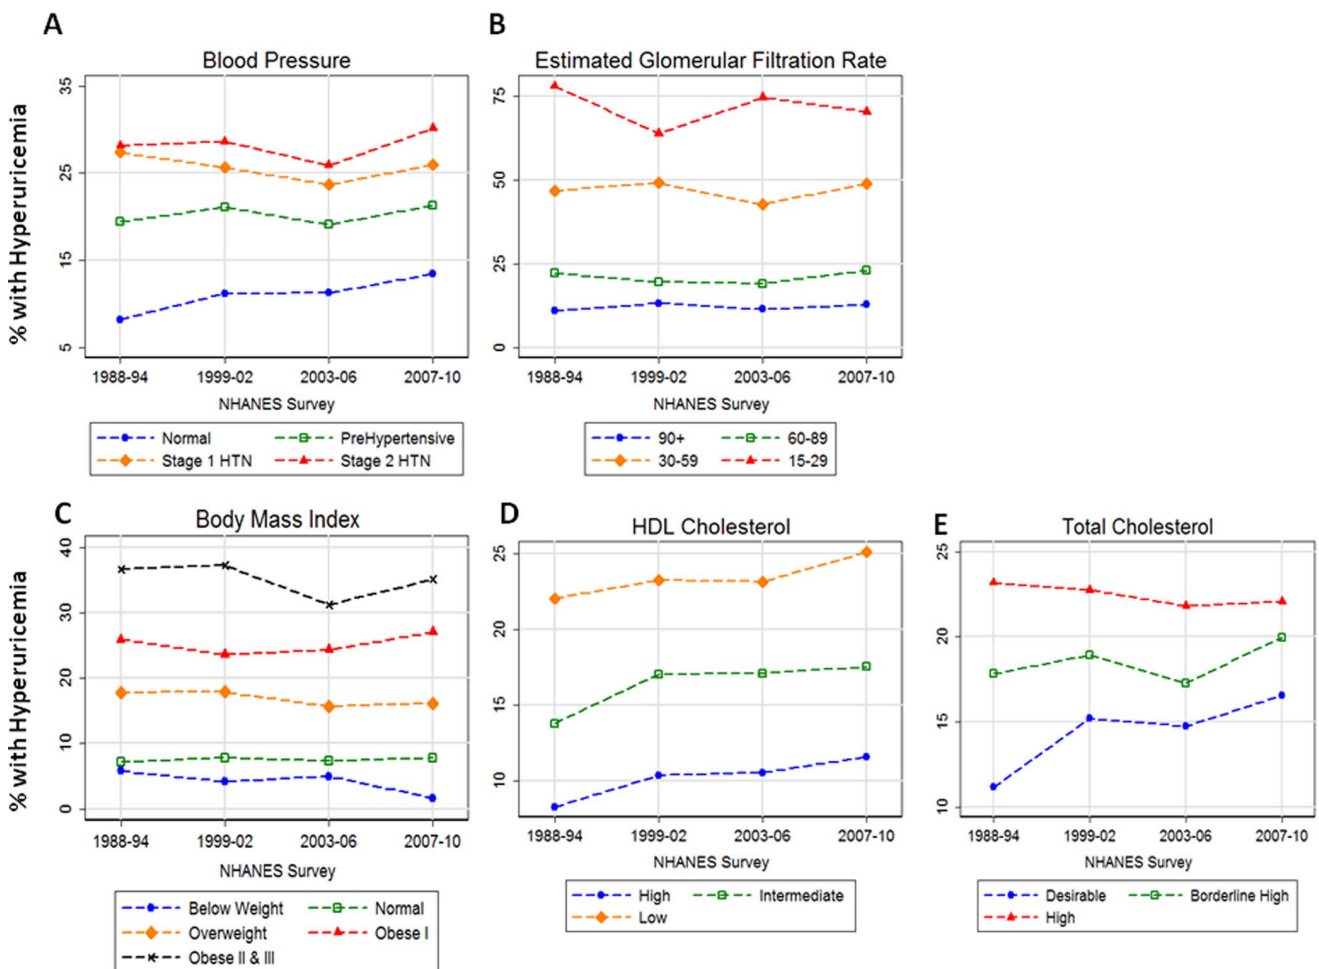 A
Blood Pressure
% with Hyperuricemia
35
25
15
5
1988-94 1999-02 2003-06 2007-10
NHANES Survey
Normal PreHypertensive
Stage 1 HTN Stage 2 HTN
B
Estimated Glomerular Filtration Rate
75
50
25
0
1988-94 1999-02 2003-06 2007-10
NHANES Survey
90+ 60-89
30-59 15-29
C
Body Mass Index
% with Hyperuricemia
40
30
20
10
0
1988-94 1999-02 2003-06 2007-10
NHANES Survey
Below Weight Normal
Overweight Obese I
Obese II & III
D
HDL Cholesterol
25
20
15
10
1988-94 1999-02 2003-06 2007-10
NHANES Survey
High Intermediate
Low
E
Total Cholesterol
25
20
15
10
1988-94 1999-02 2003-06 2007-10
NHANES Survey
Desirable Borderline High
High